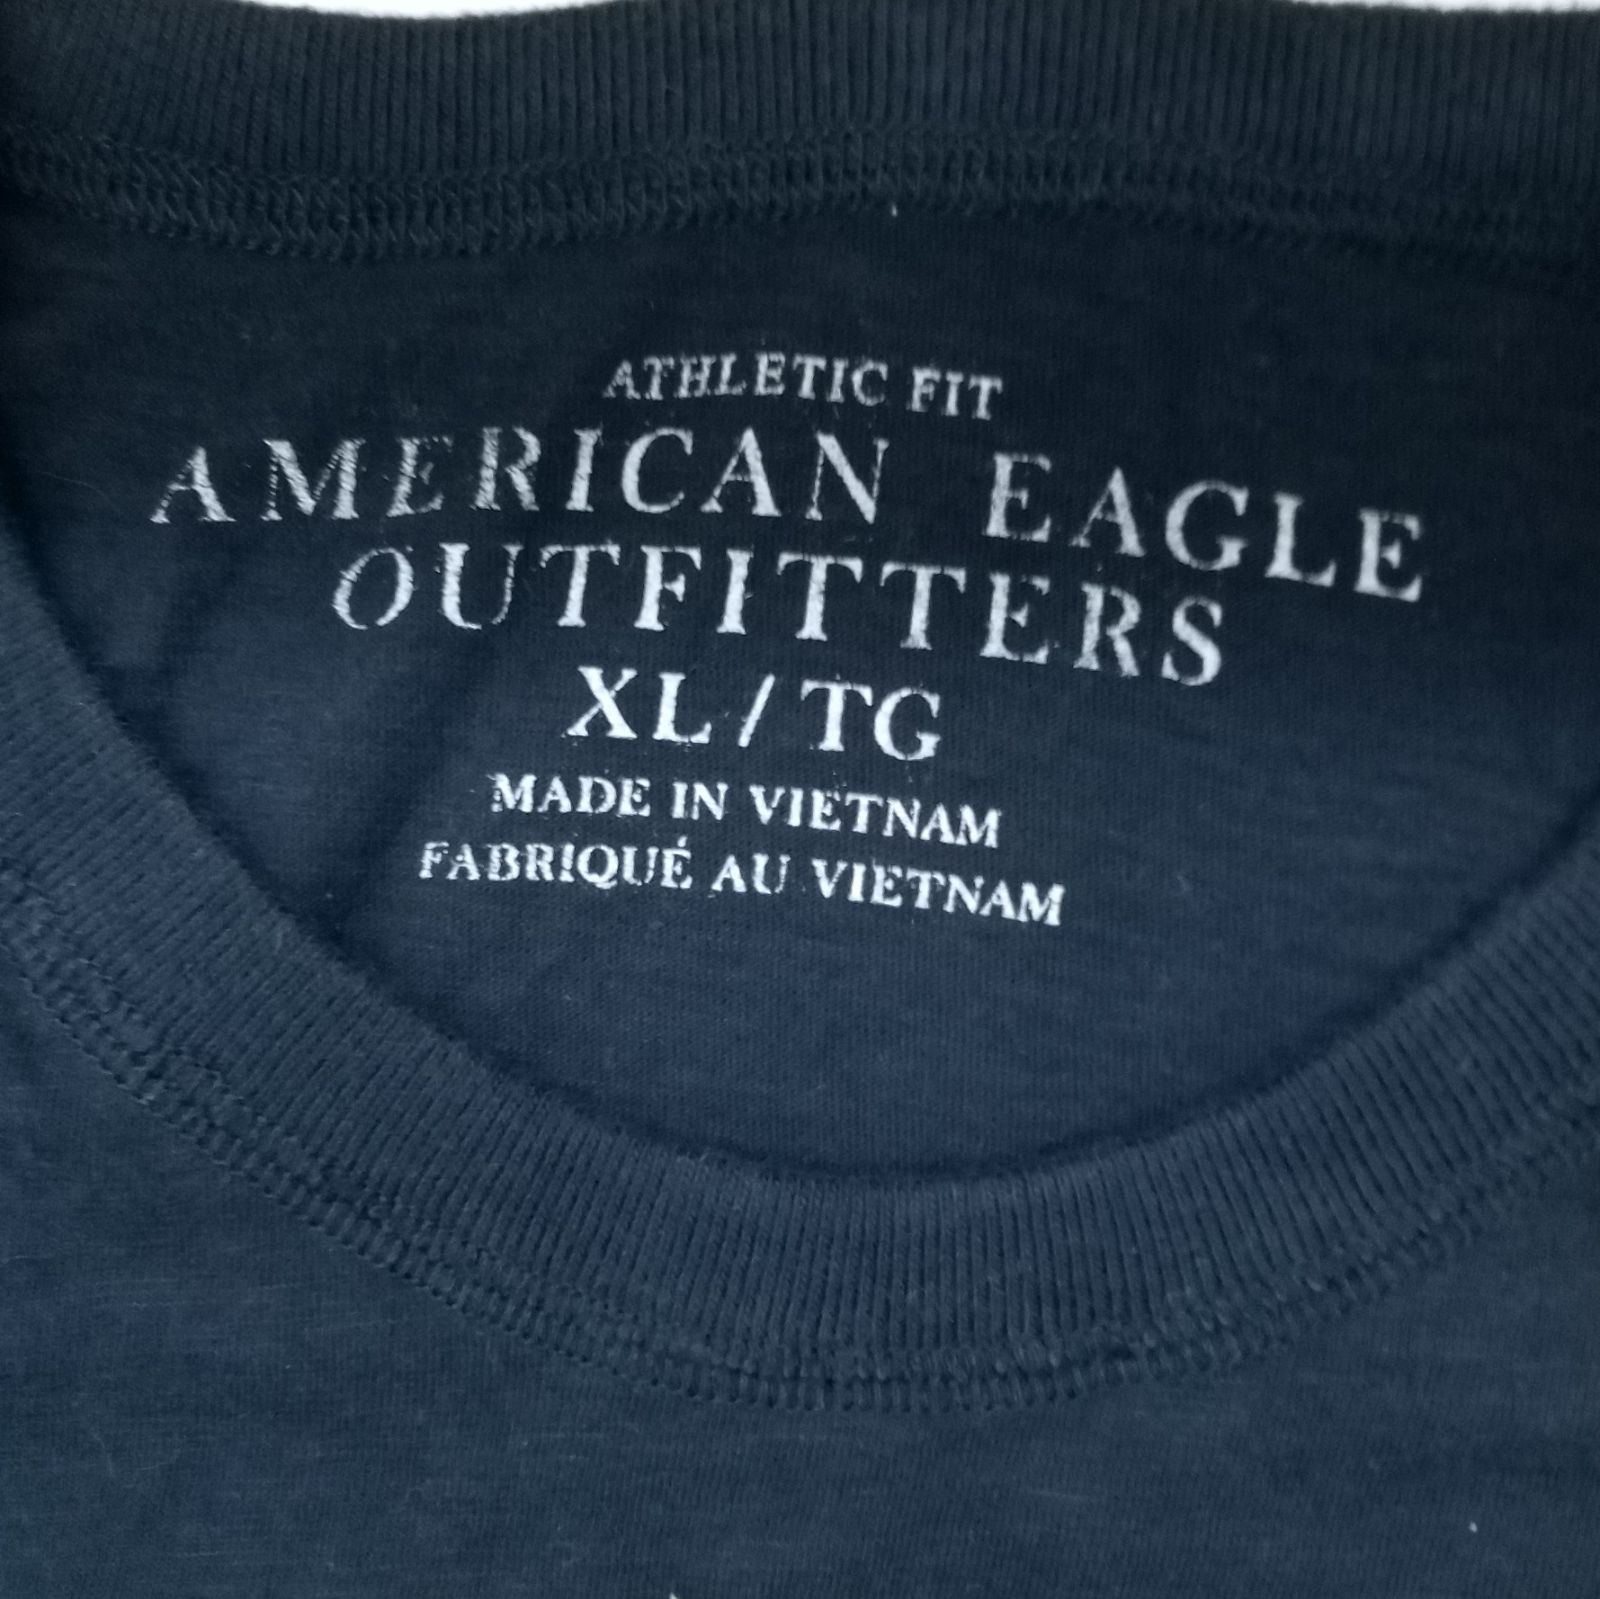 ATHLETIC FIT
AMERICAN EAGLE
OUTFITTERS
XL / TG
MADE IN VIETNAM
FABRIQUÉ AU VIETNAM